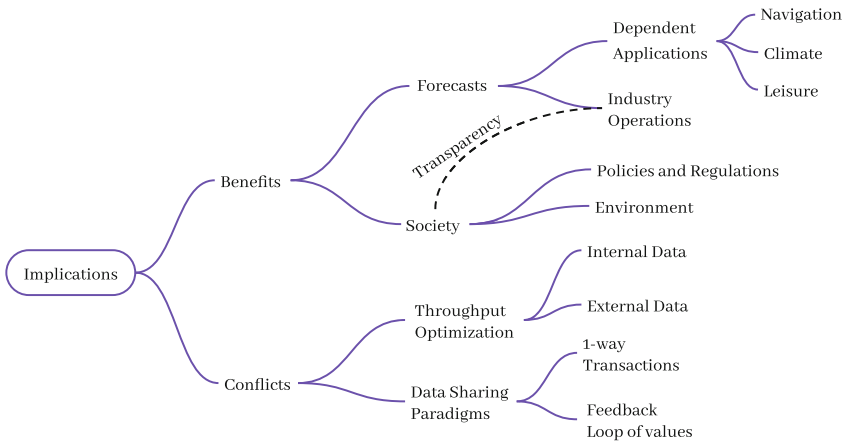 Implications
Benefits
Forecasts
Dependent
Applications
Navigation
Climate
Leisure
Industry
Operations
Transparency
Society
Policies and Regulations
Environment
Conflicts
Throughput
Optimization
Internal Data
External Data
Data Sharing
Paradigms
1-way
Transactions
Feedback
Loop of values